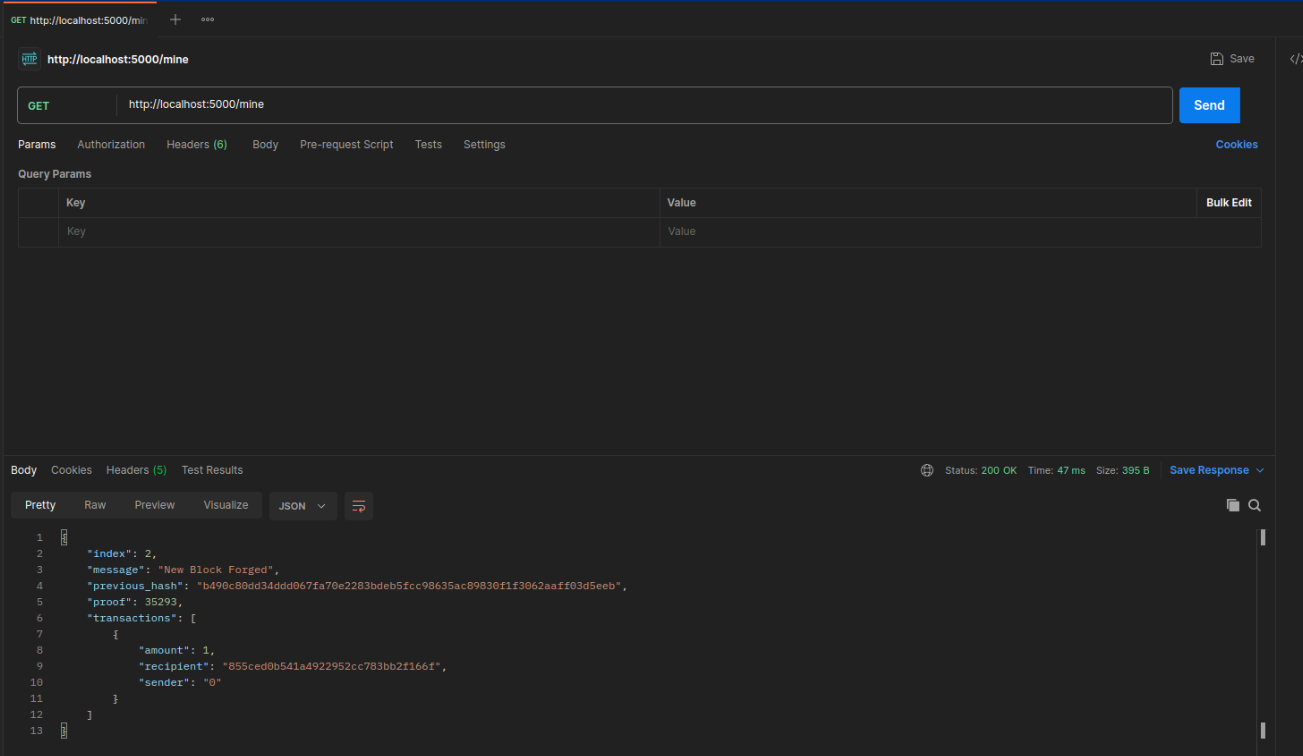 GET http://localhost:5000/min
HTTP http://localhost:5000/mine
Save
GET http://localhost:5000/mine Send
Params Authorization Headers (6) Body Pre-request Script Tests Settings Cookies
Query Params
Key Value Bulk Edit
Key Value
Body Cookies Headers (5) Test Results Status: 200 OK Time: 47 ms Size: 395 B Save Response
Pretty Raw Preview Visualize JSON
1 {
2 "index": 2,
3 "message": "New Block Forged",
4 "previous_hash": "b490c80dd34ddd067fa70e2283bdeb5fcc98635ac89830f1f3062aaff03d5eeb",
5 "proof": 35293,
6 "transactions": [
7 {
8 "amount": 1,
9 "recipient": "855ced0b541a4922952cc783bb2f166f",
10 "sender": "0"
11 }
12 ]
13 }